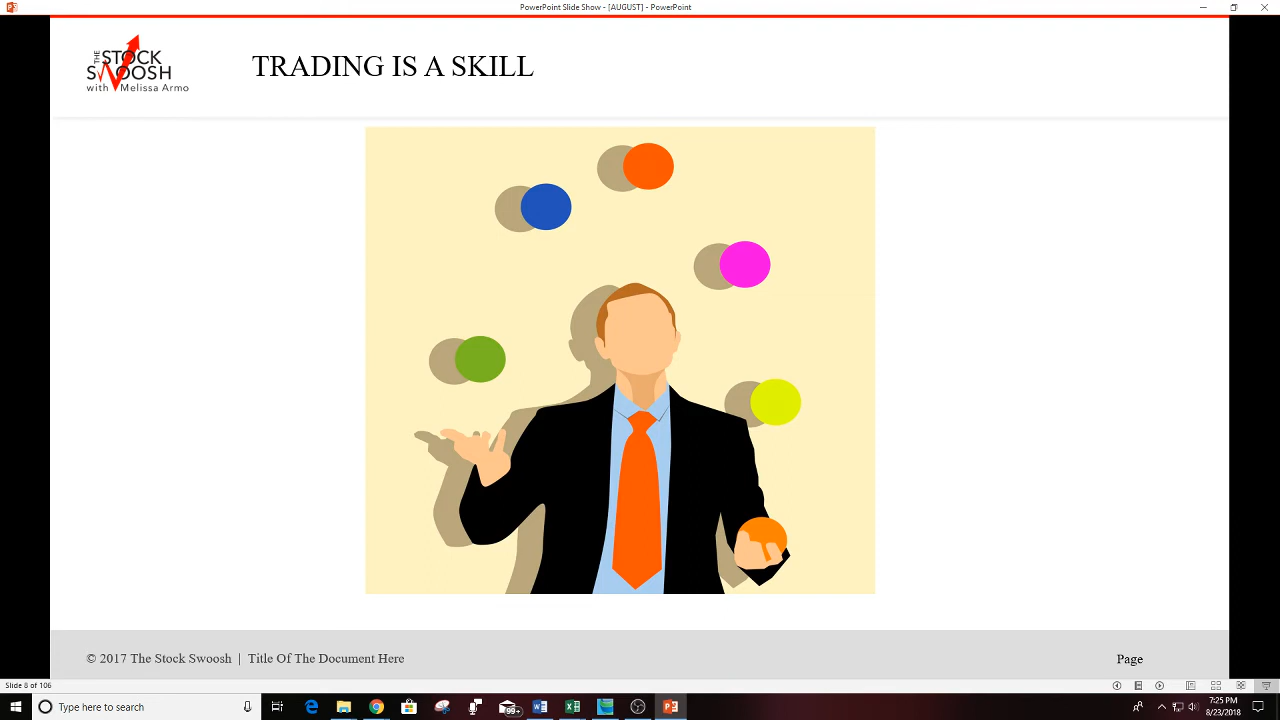 PowerPoint Slide Show - [AUGUST] - PowerPoint
THE
STOCK
SWOOSH
with Melissa Armo
TRADING IS A SKILL
© 2017 The Stock Swoosh | Title Of The Document Here
Page
Slide 8 of 106
Type here to search
99+
7:25 PM
8/23/2018